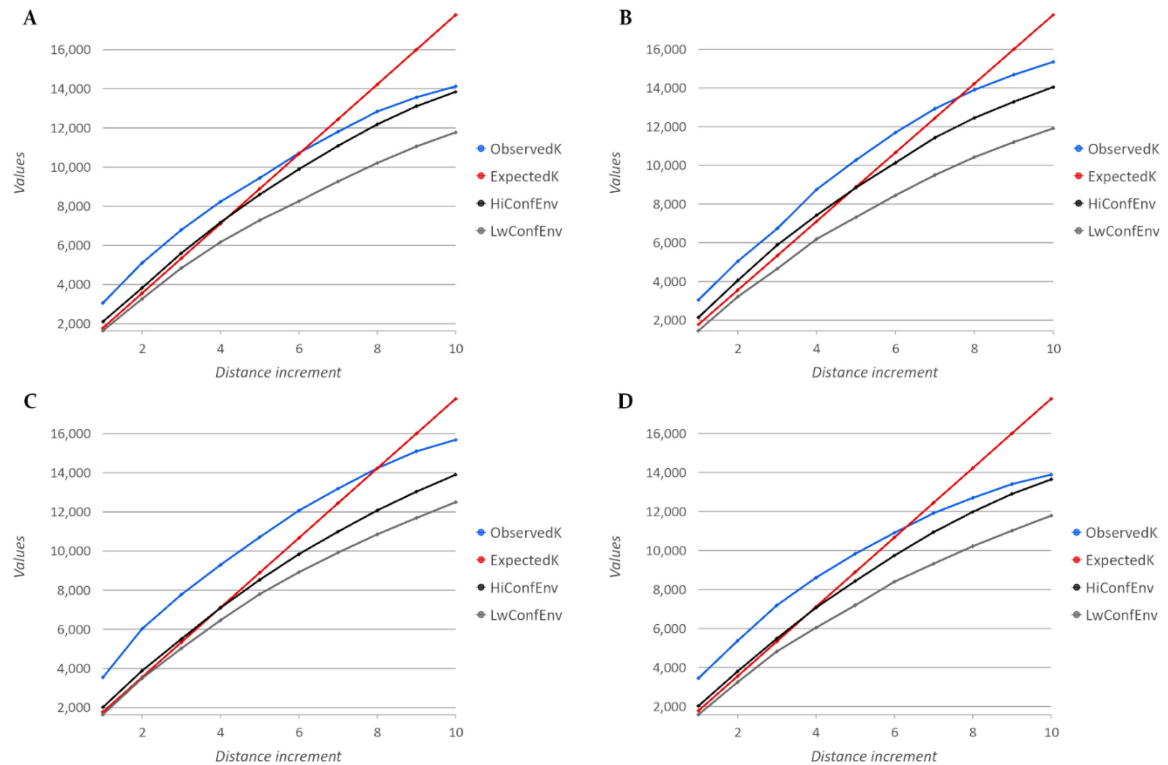 A
16,000
14,000
12,000
10,000
8,000
6,000
4,000
2,000
Values
2 4 6 8 10
Distance increment
ObservedK
ExpectedK
HiConfEnv
LwConfEnv
B
16,000
14,000
12,000
10,000
8,000
6,000
4,000
2,000
Values
2 4 6 8 10
Distance increment
ObservedK
ExpectedK
HiConfEnv
LwConfEnv
C
16,000
14,000
12,000
10,000
8,000
6,000
4,000
2,000
Values
2 4 6 8 10
Distance increment
ObservedK
ExpectedK
HiConfEnv
LwConfEnv
D
16,000
14,000
12,000
10,000
8,000
6,000
4,000
2,000
Values
2 4 6 8 10
Distance increment
ObservedK
ExpectedK
HiConfEnv
LwConfEnv